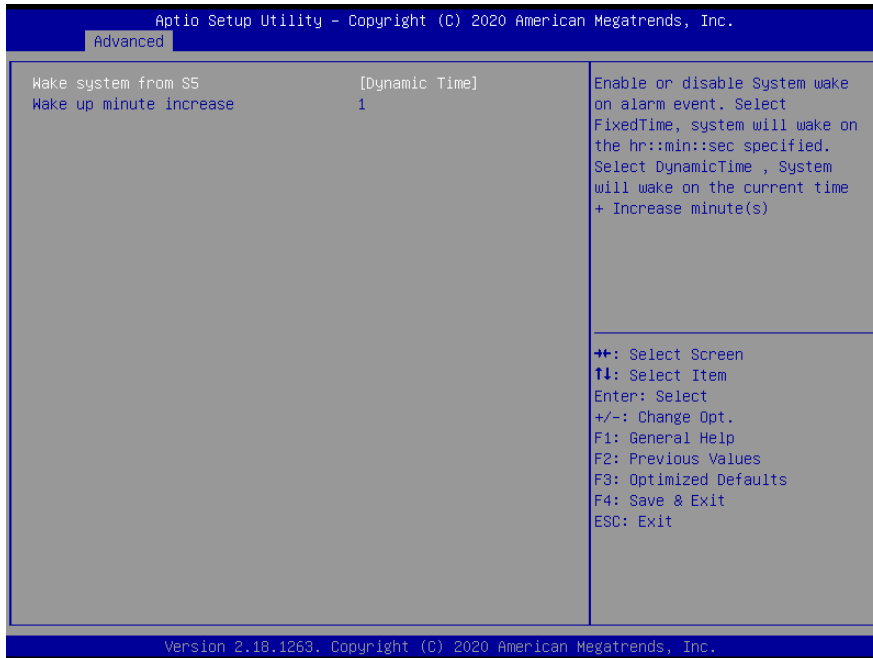 Aptio Setup Utility – Copyright (C) 2020 American Megatrends, Inc.
Advanced
Wake system from S5 [Dynamic Time]
Wake up minute increase 1
Enable or disable System wake
on alarm event. Select
FixedTime, system will wake on
the hr::min::sec specified.
Select DynamicTime , System
will wake on the current time
+ Increase minute(s)
→←: Select Screen
↑↓: Select Item
Enter: Select
+/-: Change Opt.
F1: General Help
F2: Previous Values
F3: Optimized Defaults
F4: Save & Exit
ESC: Exit
Version 2.18.1263. Copyright (C) 2020 American Megatrends, Inc.